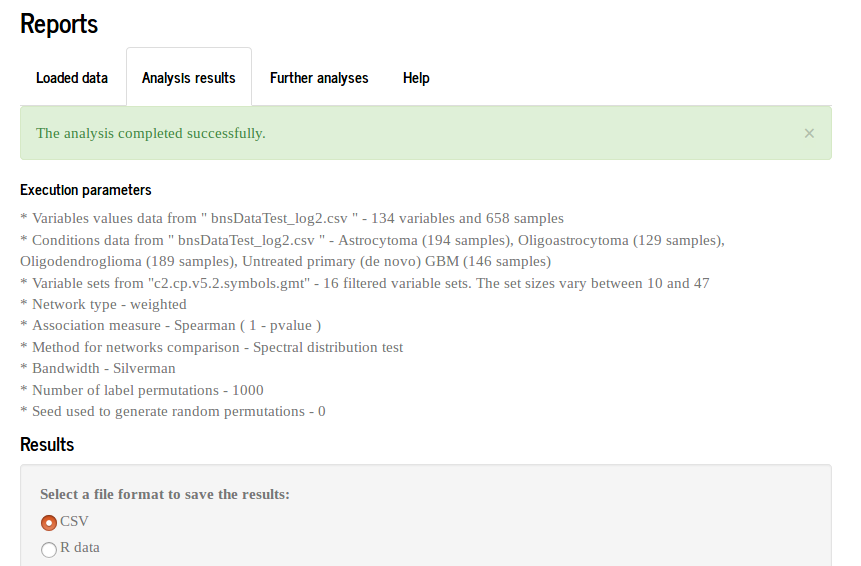 Reports
Loaded data
Analysis results
Further analyses
Help
The analysis completed successfully.
×
Execution parameters
* Variables values data from " bnsDataTest_log2.csv " - 134 variables and 658 samples
* Conditions data from " bnsDataTest_log2.csv " - Astrocytoma (194 samples), Oligoastrocytoma (129 samples),
Oligodendroglioma (189 samples), Untreated primary (de novo) GBM (146 samples)
* Variable sets from "c2.cp.v5.2.symbols.gmt" - 16 filtered variable sets. The set sizes vary between 10 and 47
* Network type - weighted
* Association measure - Spearman ( 1 - pvalue )
* Method for networks comparison - Spectral distribution test
* Bandwidth - Silverman
* Number of label permutations - 1000
* Seed used to generate random permutations - 0
Results
Select a file format to save the results:
CSV
R data